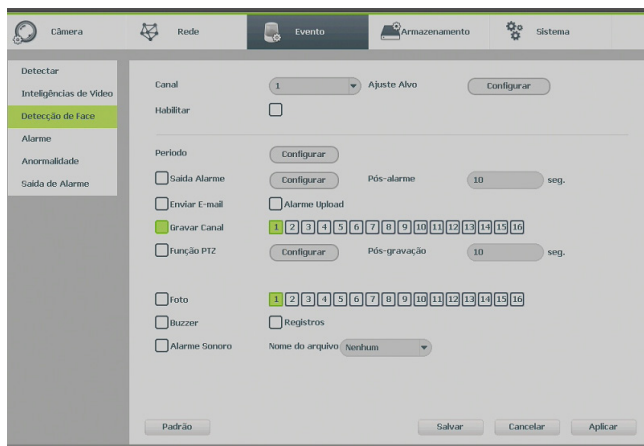 Câmera Rede Evento Armazenamento Sistema
Detectar
Inteligências de Vídeo
Detecção de Face
Alarme
Anormalidade
Saída de Alarme
Canal 1 Ajuste Alvo Configurar
Habilitar
Período Configurar
Saída Alarme Configurar Pós-alarme 10 seg.
Enviar E-mail Alarme Upload
Gravar Canal 1 2 3 4 5 6 7 8 9 10 11 12 13 14 15 16
Função PTZ Configurar Pós-gravação 10 seg.
Foto 1 2 3 4 5 6 7 8 9 10 11 12 13 14 15 16
Buzzer Registros
Alarme Sonoro Nome do arquivo Nenhum
Padrão Salvar Cancelar Aplicar